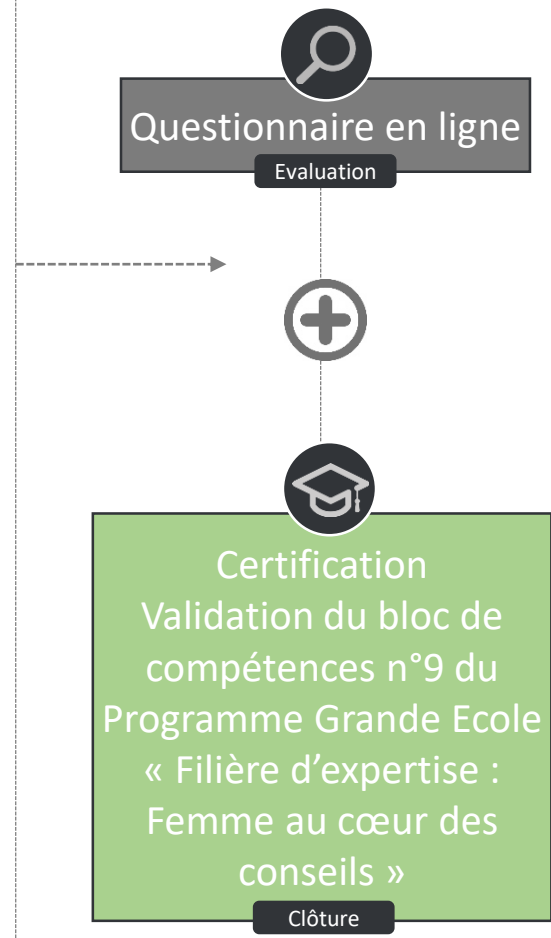 Questionnaire en ligne
Evaluation
Certification
Validation du bloc de
compétences n°9 du
Programme Grande Ecole
« Filière d’expertise :
Femme au cœur des
conseils »
Clôture